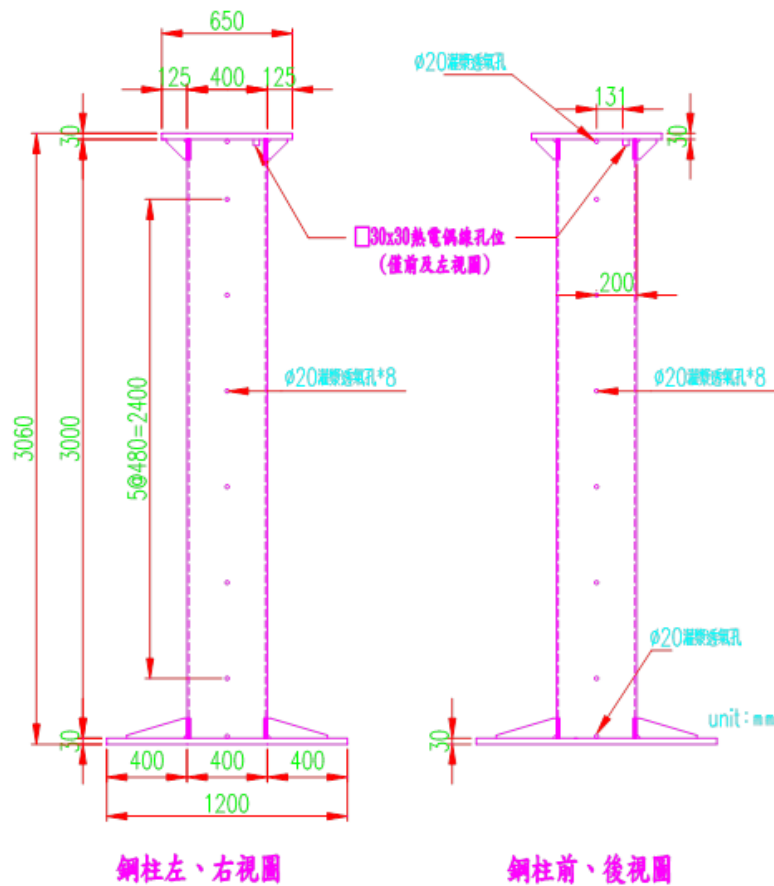 650
125 400 125
ø20灌漿透氣孔
131
30
30
□30x30熱電偶線孔位
(僅前及左視圖)
200
ø20灌漿透氣孔*8
ø20灌漿透氣孔*8
3060
3000
5@480=2400
ø20灌漿透氣孔
unit:mm
30
30
400 400 400
1200
鋼柱左、右視圖
鋼柱前、後視圖